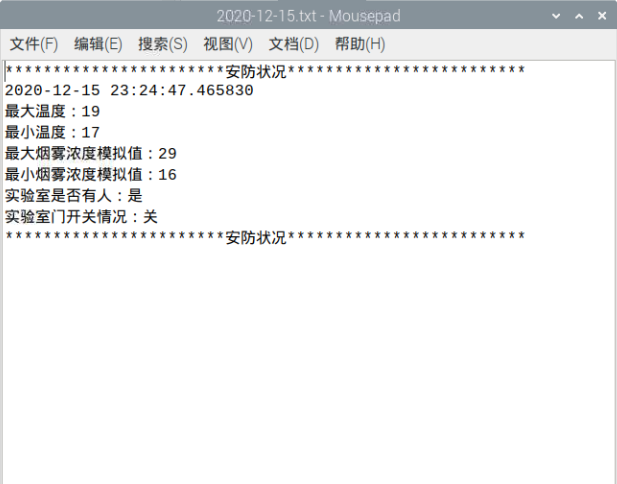 2020-12-15.txt - Mousepad
文件(F) 编辑(E) 搜索(S) 视图(V) 文档(D) 帮助(H)
***********************安防状况*************************
2020-12-15 23:24:47.465830
最大温度：19
最小温度：17
最大烟雾浓度模拟值：29
最小烟雾浓度模拟值：16
实验室是否有人：是
实验室门开关情况：关
***********************安防状况*************************